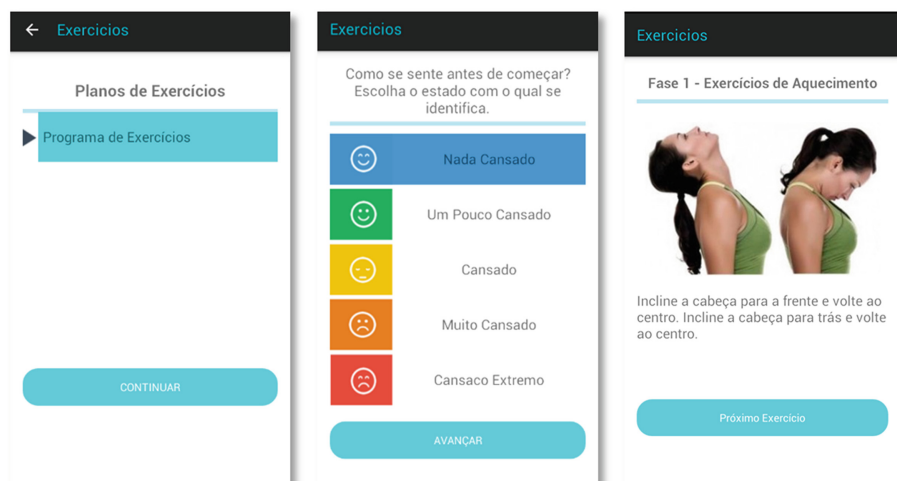 Exercicios
Planos de Exercício
Programa de Exercícios
CONTINUAR
Exercicios
Como se sente antes de começar?
Escolha o estado com o qual se
identifica.
Nada Cansado
Um Pouco Cansado
Cansado
Muito Cansado
Cansaco Extremo
AVANÇAR
Exercicios
Fase 1 - Exercícios de Aquecimento
Incline a cabeça para a frente e volte ao
centro. Incline a cabeça para trás e volte
ao centro.
Próximo Exercício